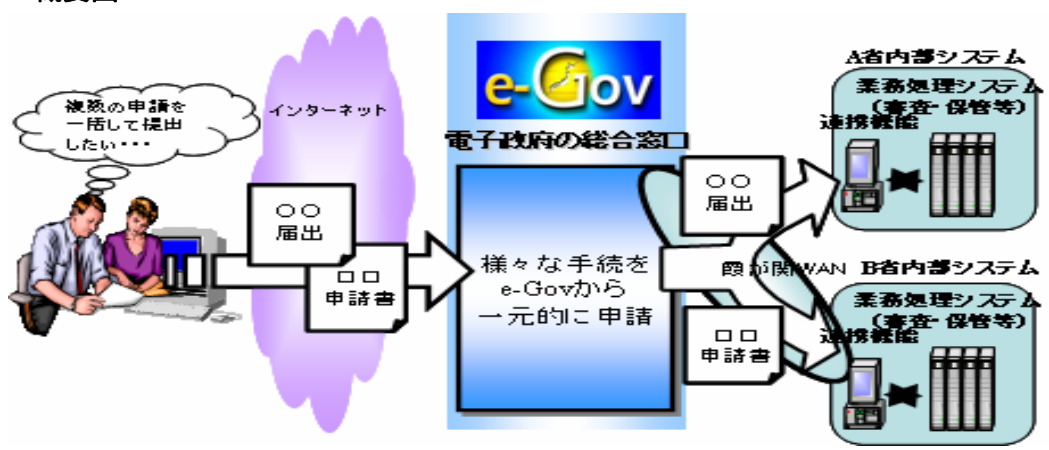 複数の申請を
一括して提出
したい・・・
インターネット
○○
届出
□□
申請書
e-Gov
電子政府の総合窓口
様々な手続を
e-Govから
一元的に申請
○○
届出
霞が関WAN
□□
申請書
A省内部システム
業務処理システム
(審査・保管等)
連携機能
B省内部システム
業務処理システム
(審査・保管等)
連携機能